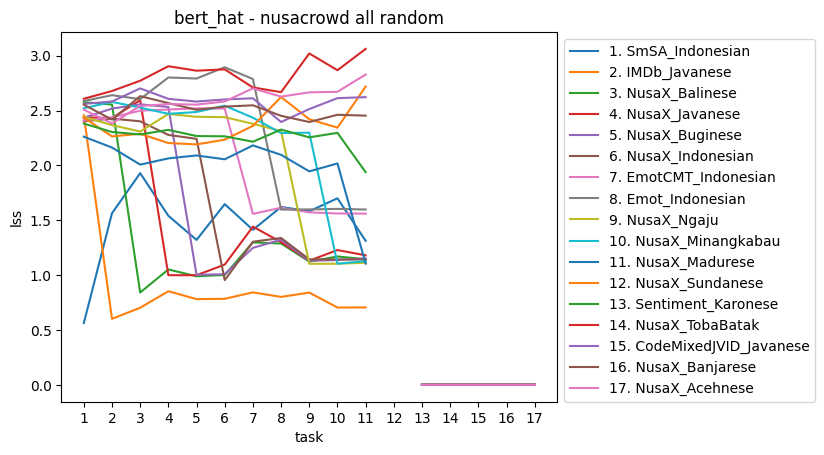 bert_hat - nusacrowd all random
lss
3.0
2.5
2.0
1.5
1.0
0.5
0.0
1 2 3 4 5 6 7 8 9 10 11 12 13 14 15 16 17
task
1. SmSA_Indonesian
2. IMDb_Javanese
3. NusaX_Balinese
4. NusaX_Javanese
5. NusaX_Buginese
6. NusaX_Indonesian
7. EmotCMT_Indonesian
8. Emot_Indonesian
9. NusaX_Ngaju
10. NusaX_Minangkabau
11. NusaX_Madurese
12. NusaX_Sundanese
13. Sentiment_Karonese
14. NusaX_TobaBatak
15. CodeMixedJVID_Javanese
16. NusaX_Banjarese
17. NusaX_Acehnese